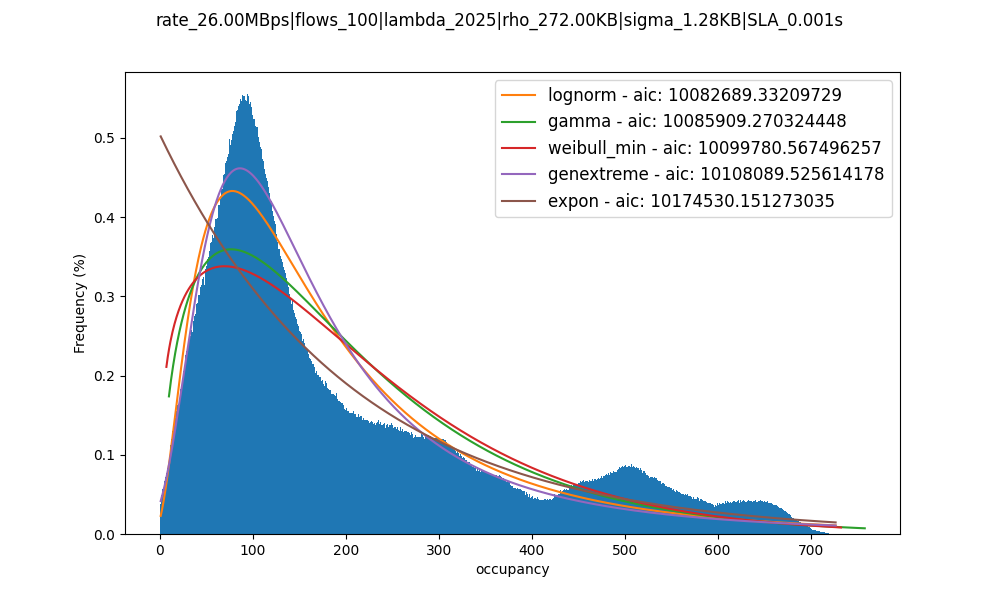 rate_26.00MBps|flows_100|lambda_2025|rho_272.00KB|sigma_1.28KB|SLA_0.001s
lognorm - aic: 10082689.33209729
gamma - aic: 10085909.270324448
weibull_min - aic: 10099780.567496257
genextreme - aic: 10108089.525614178
expon - aic: 10174530.151273035
Frequency (%)
0.5
0.4
0.3
0.2
0.1
0.0
0 100 200 300 400 500 600 700
occupancy